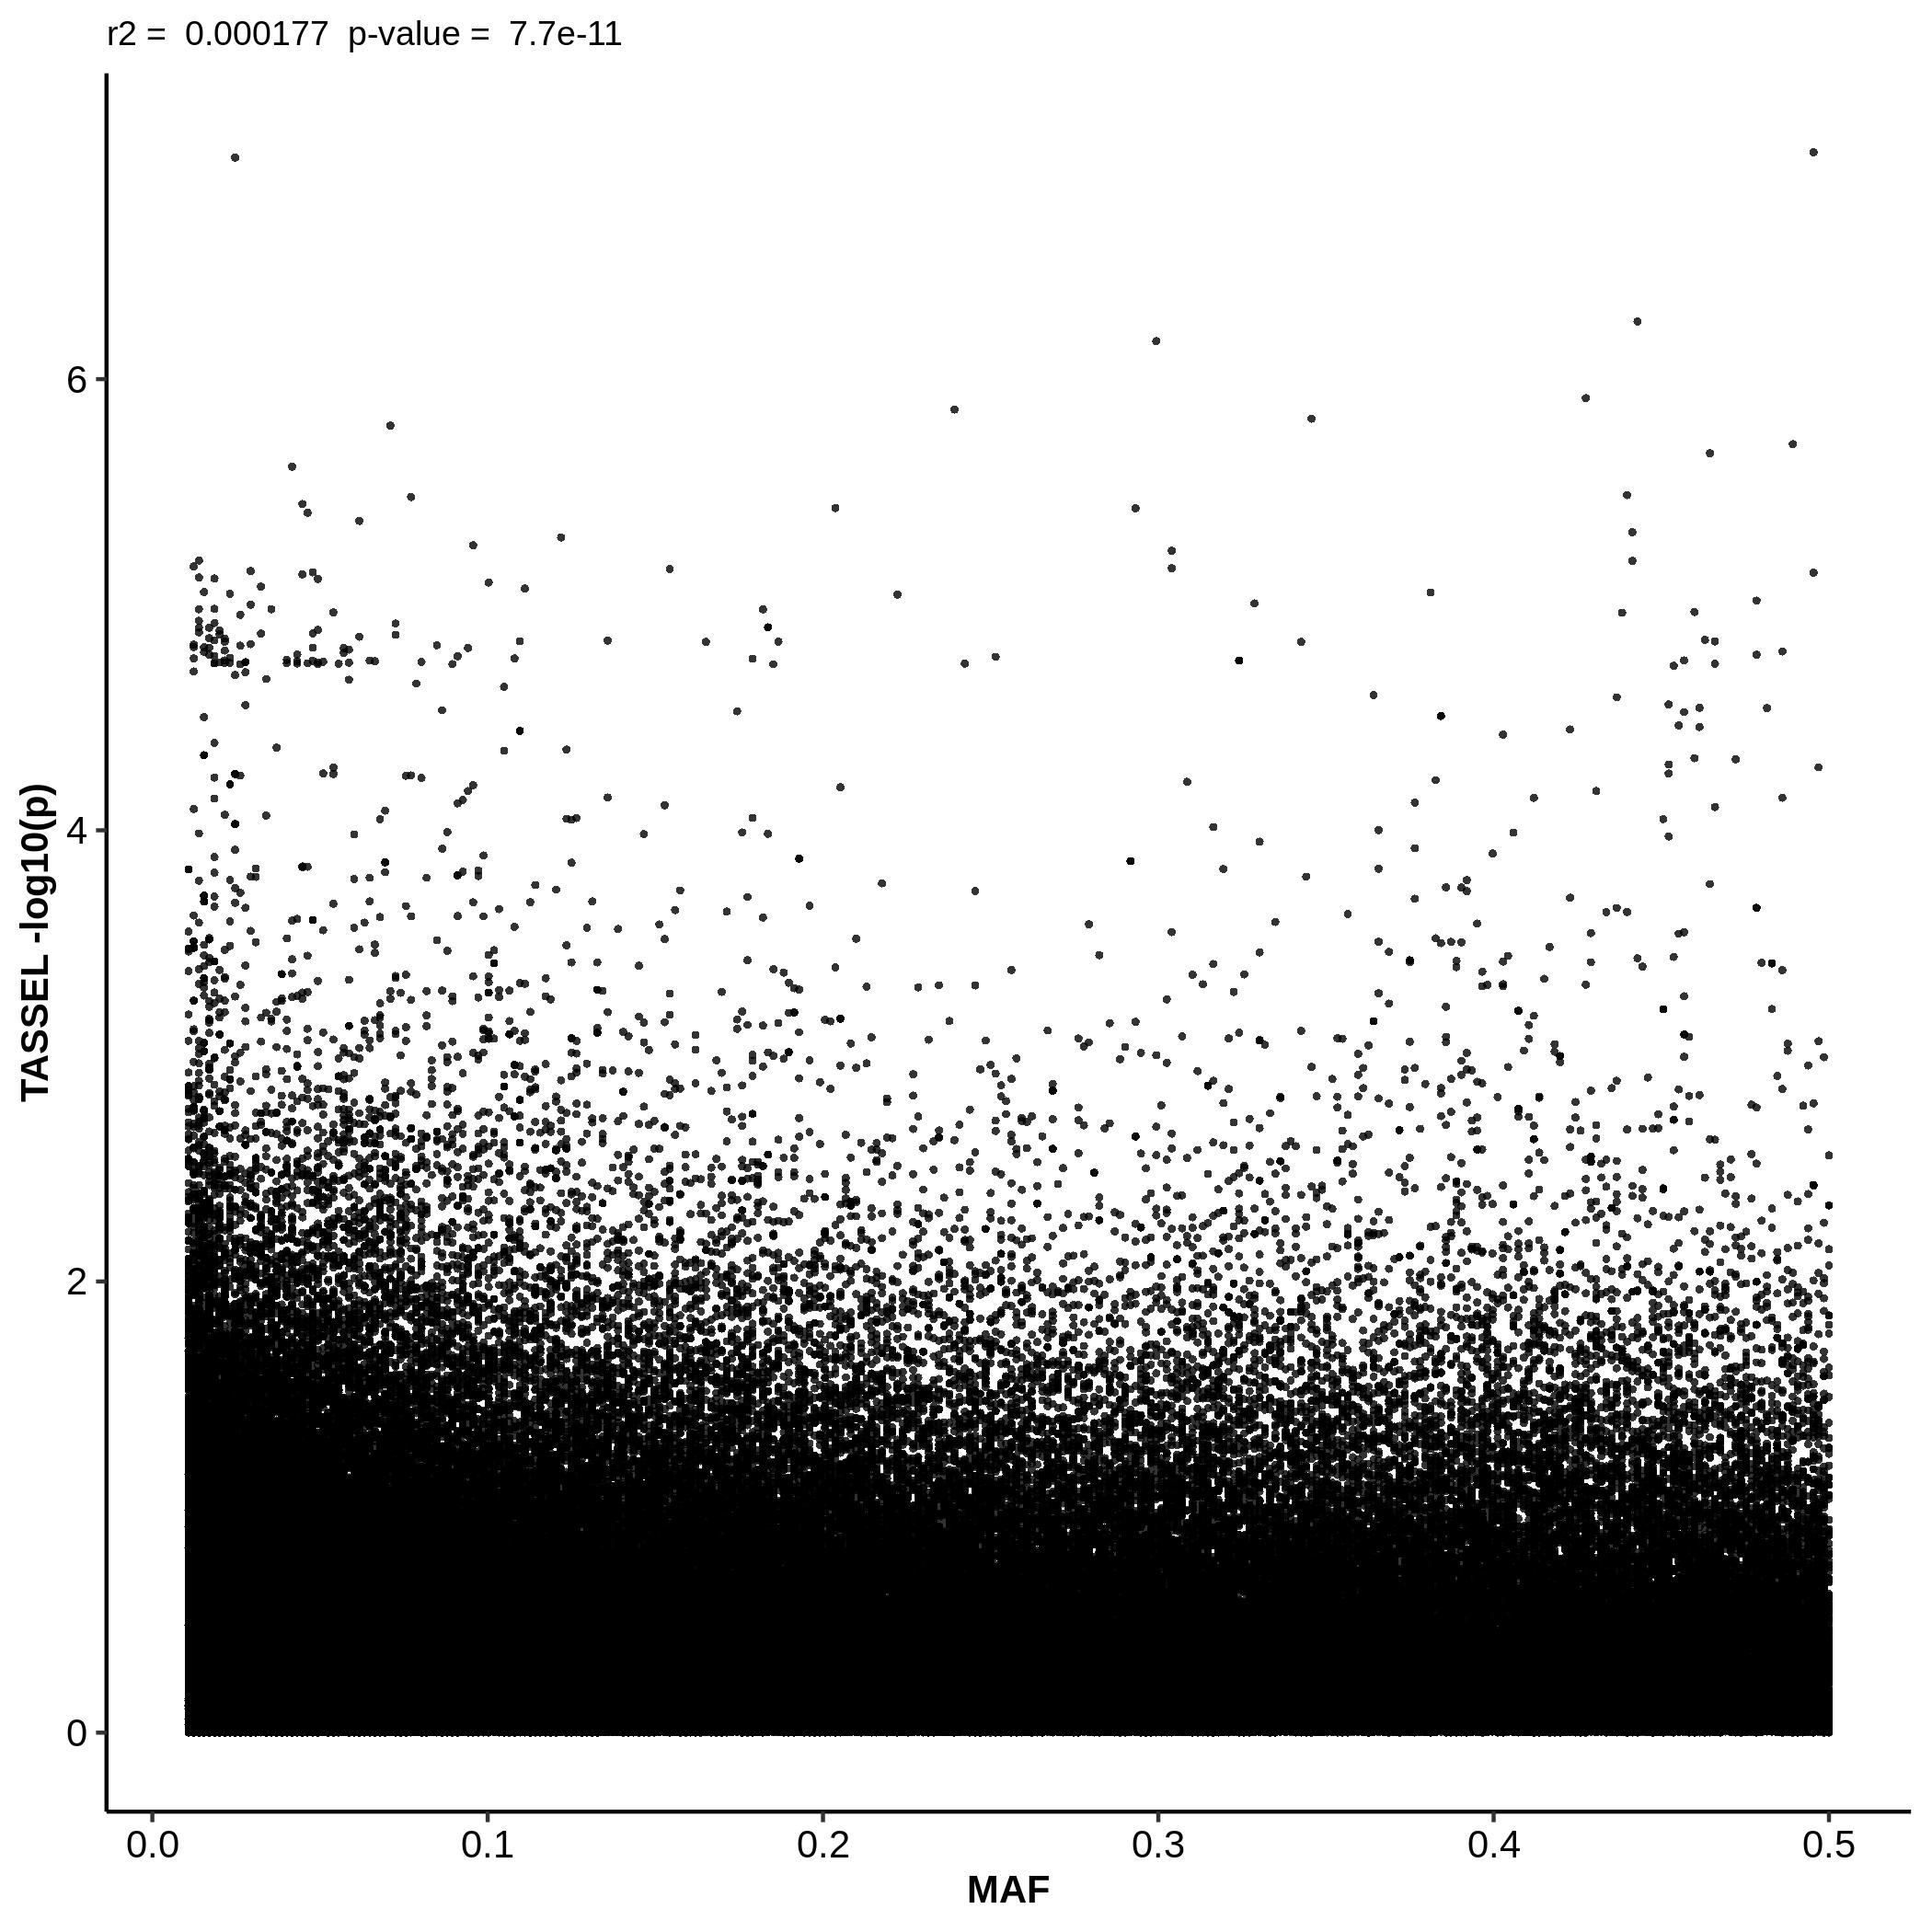 r2 =  0.000177  p-value =  7.7e-11
TASSEL -log10(p)
6
4
2
0
0.0 0.1 0.2 0.3 0.4 0.5
MAF